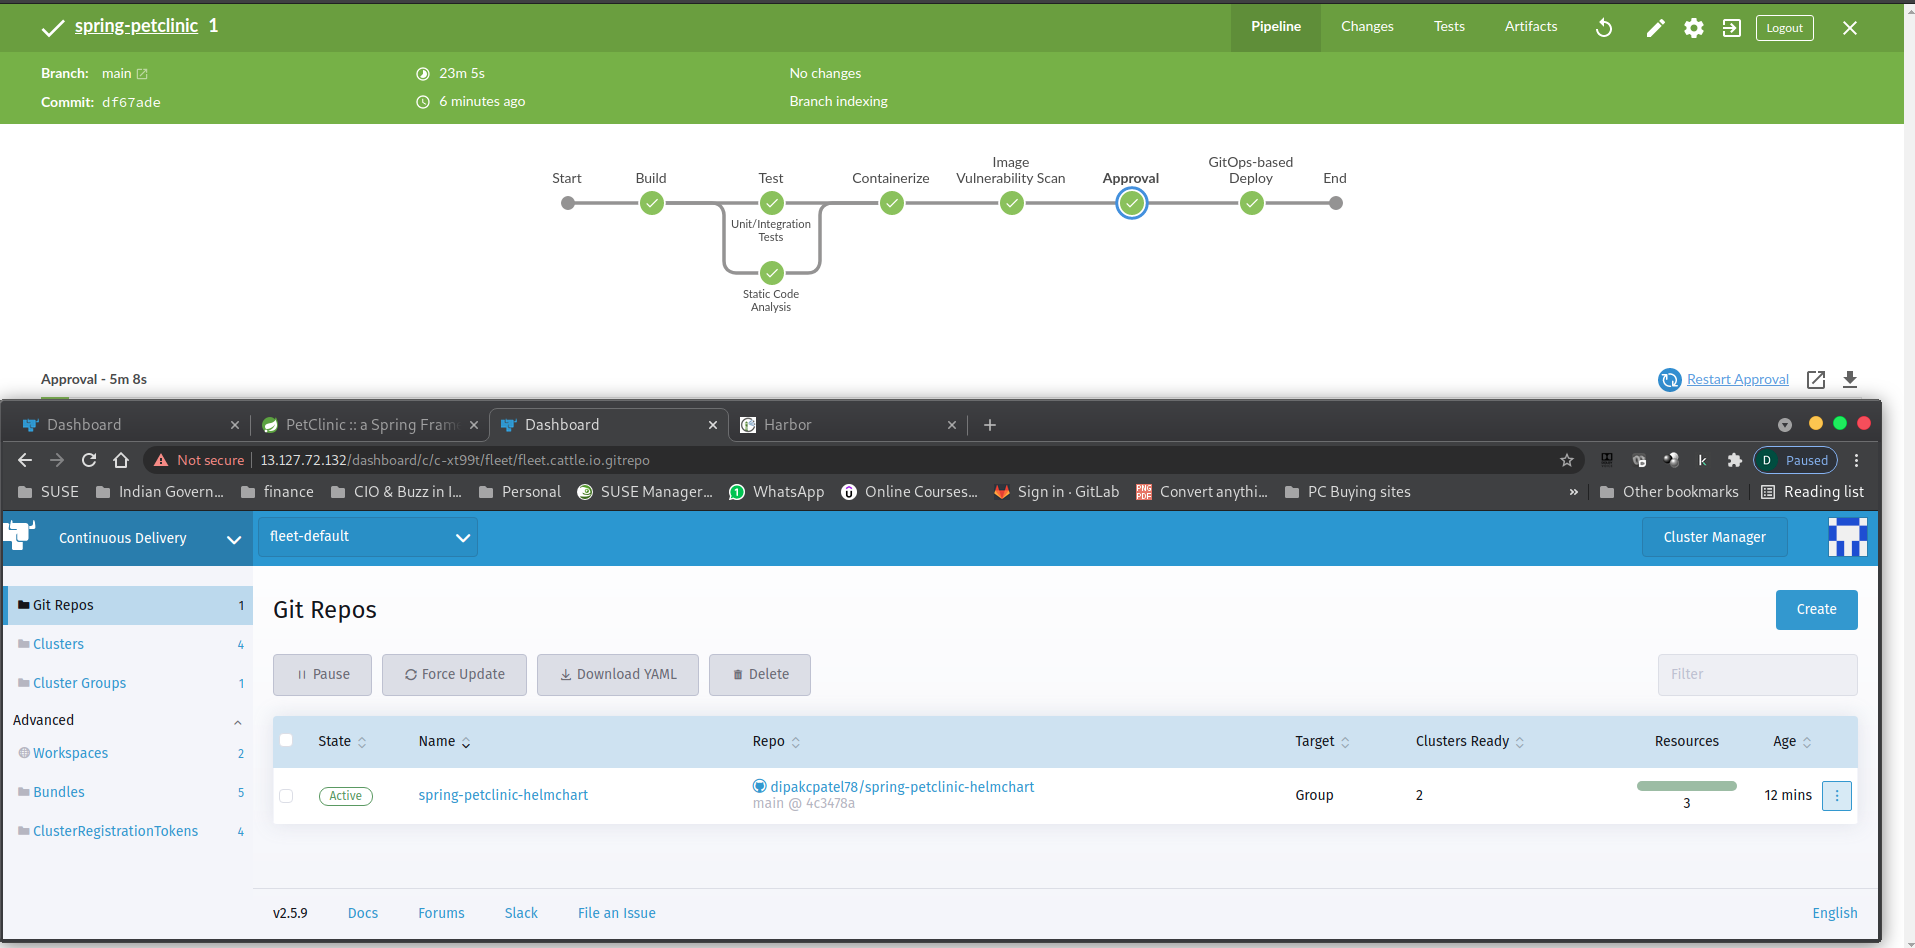 spring-petclinic 1
Pipeline Changes Tests Artifacts Logout
Branch: main 23m 5s No changes
Commit: df67ade 6 minutes ago Branch indexing
Image GitOps-based
Start Build Test Containerize Vulnerability Scan Approval Deploy End
Unit/Integration
Tests
Static Code
Analysis
Approval - 5m 8s Restart Approval
Dashboard PetClinic :: a Spring Fram Dashboard Harbor
Not secure 13.127.72.132/dashboard/c/c-xt99t/fleet/fleet.cattle.io.gitrepo k D Paused
SUSE Indian Govern... finance CIO & Buzz in I... Personal SUSE Manager... 1 WhatsApp Online Courses... Sign in · GitLab PNG PDF Convert anythi... PC Buying sites » Other bookmarks Reading list
Continuous Delivery fleet-default Cluster Manager
Git Repos 1
Clusters 4
Cluster Groups 1
Advanced
Workspaces 2
Bundles 5
ClusterRegistrationTokens 4
Git Repos Create
Pause Force Update Download YAML Delete Filter
State Name Repo Target Clusters Ready Resources Age
Active spring-petclinic-helmchart dipakcpatel78/spring-petclinic-helmchart Group 2 3 12 mins
main @ 4c3478a
v2.5.9 Docs Forums Slack File an Issue English